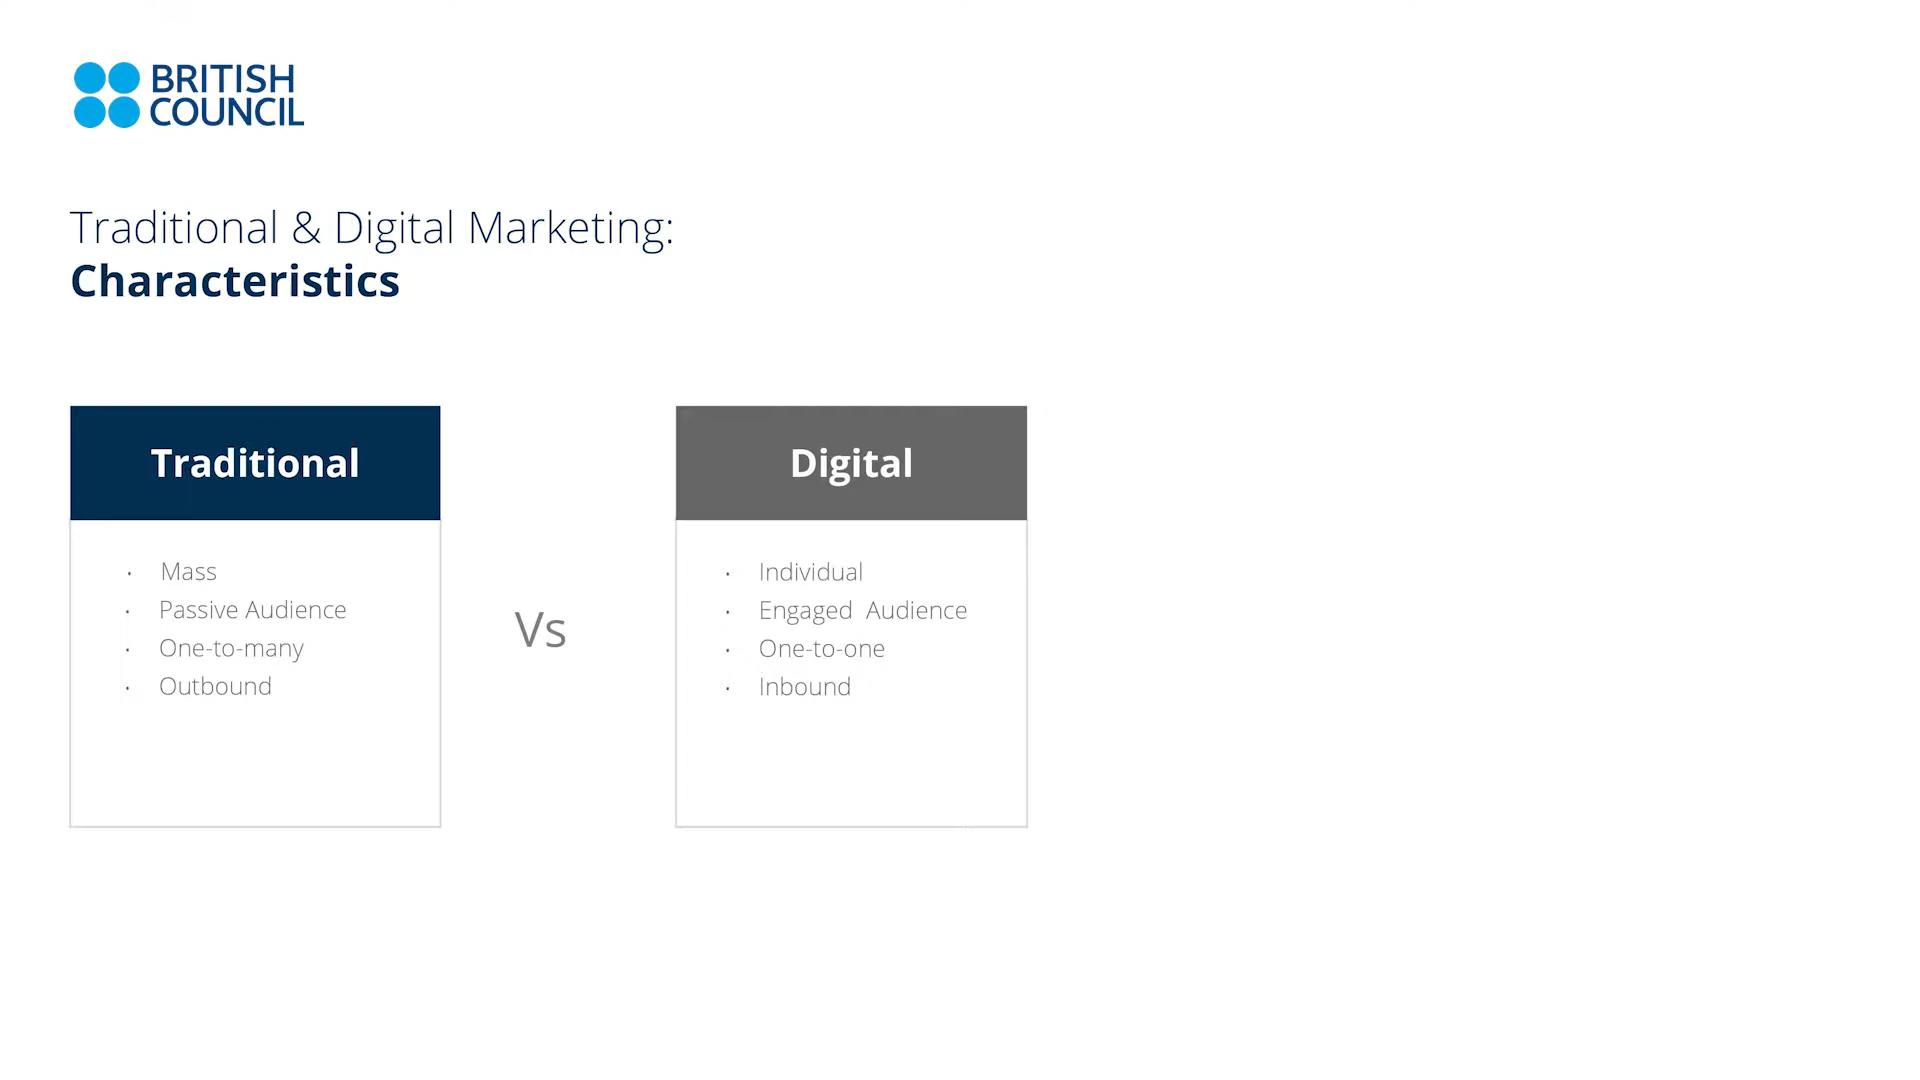 BRITISH
COUNCIL
Traditional & Digital Marketing:
Characteristics
Traditional
· Mass
· Passive Audience
· One-to-many
· Outbound
Vs
Digital
· Individual
· Engaged Audience
· One-to-one
· Inbound